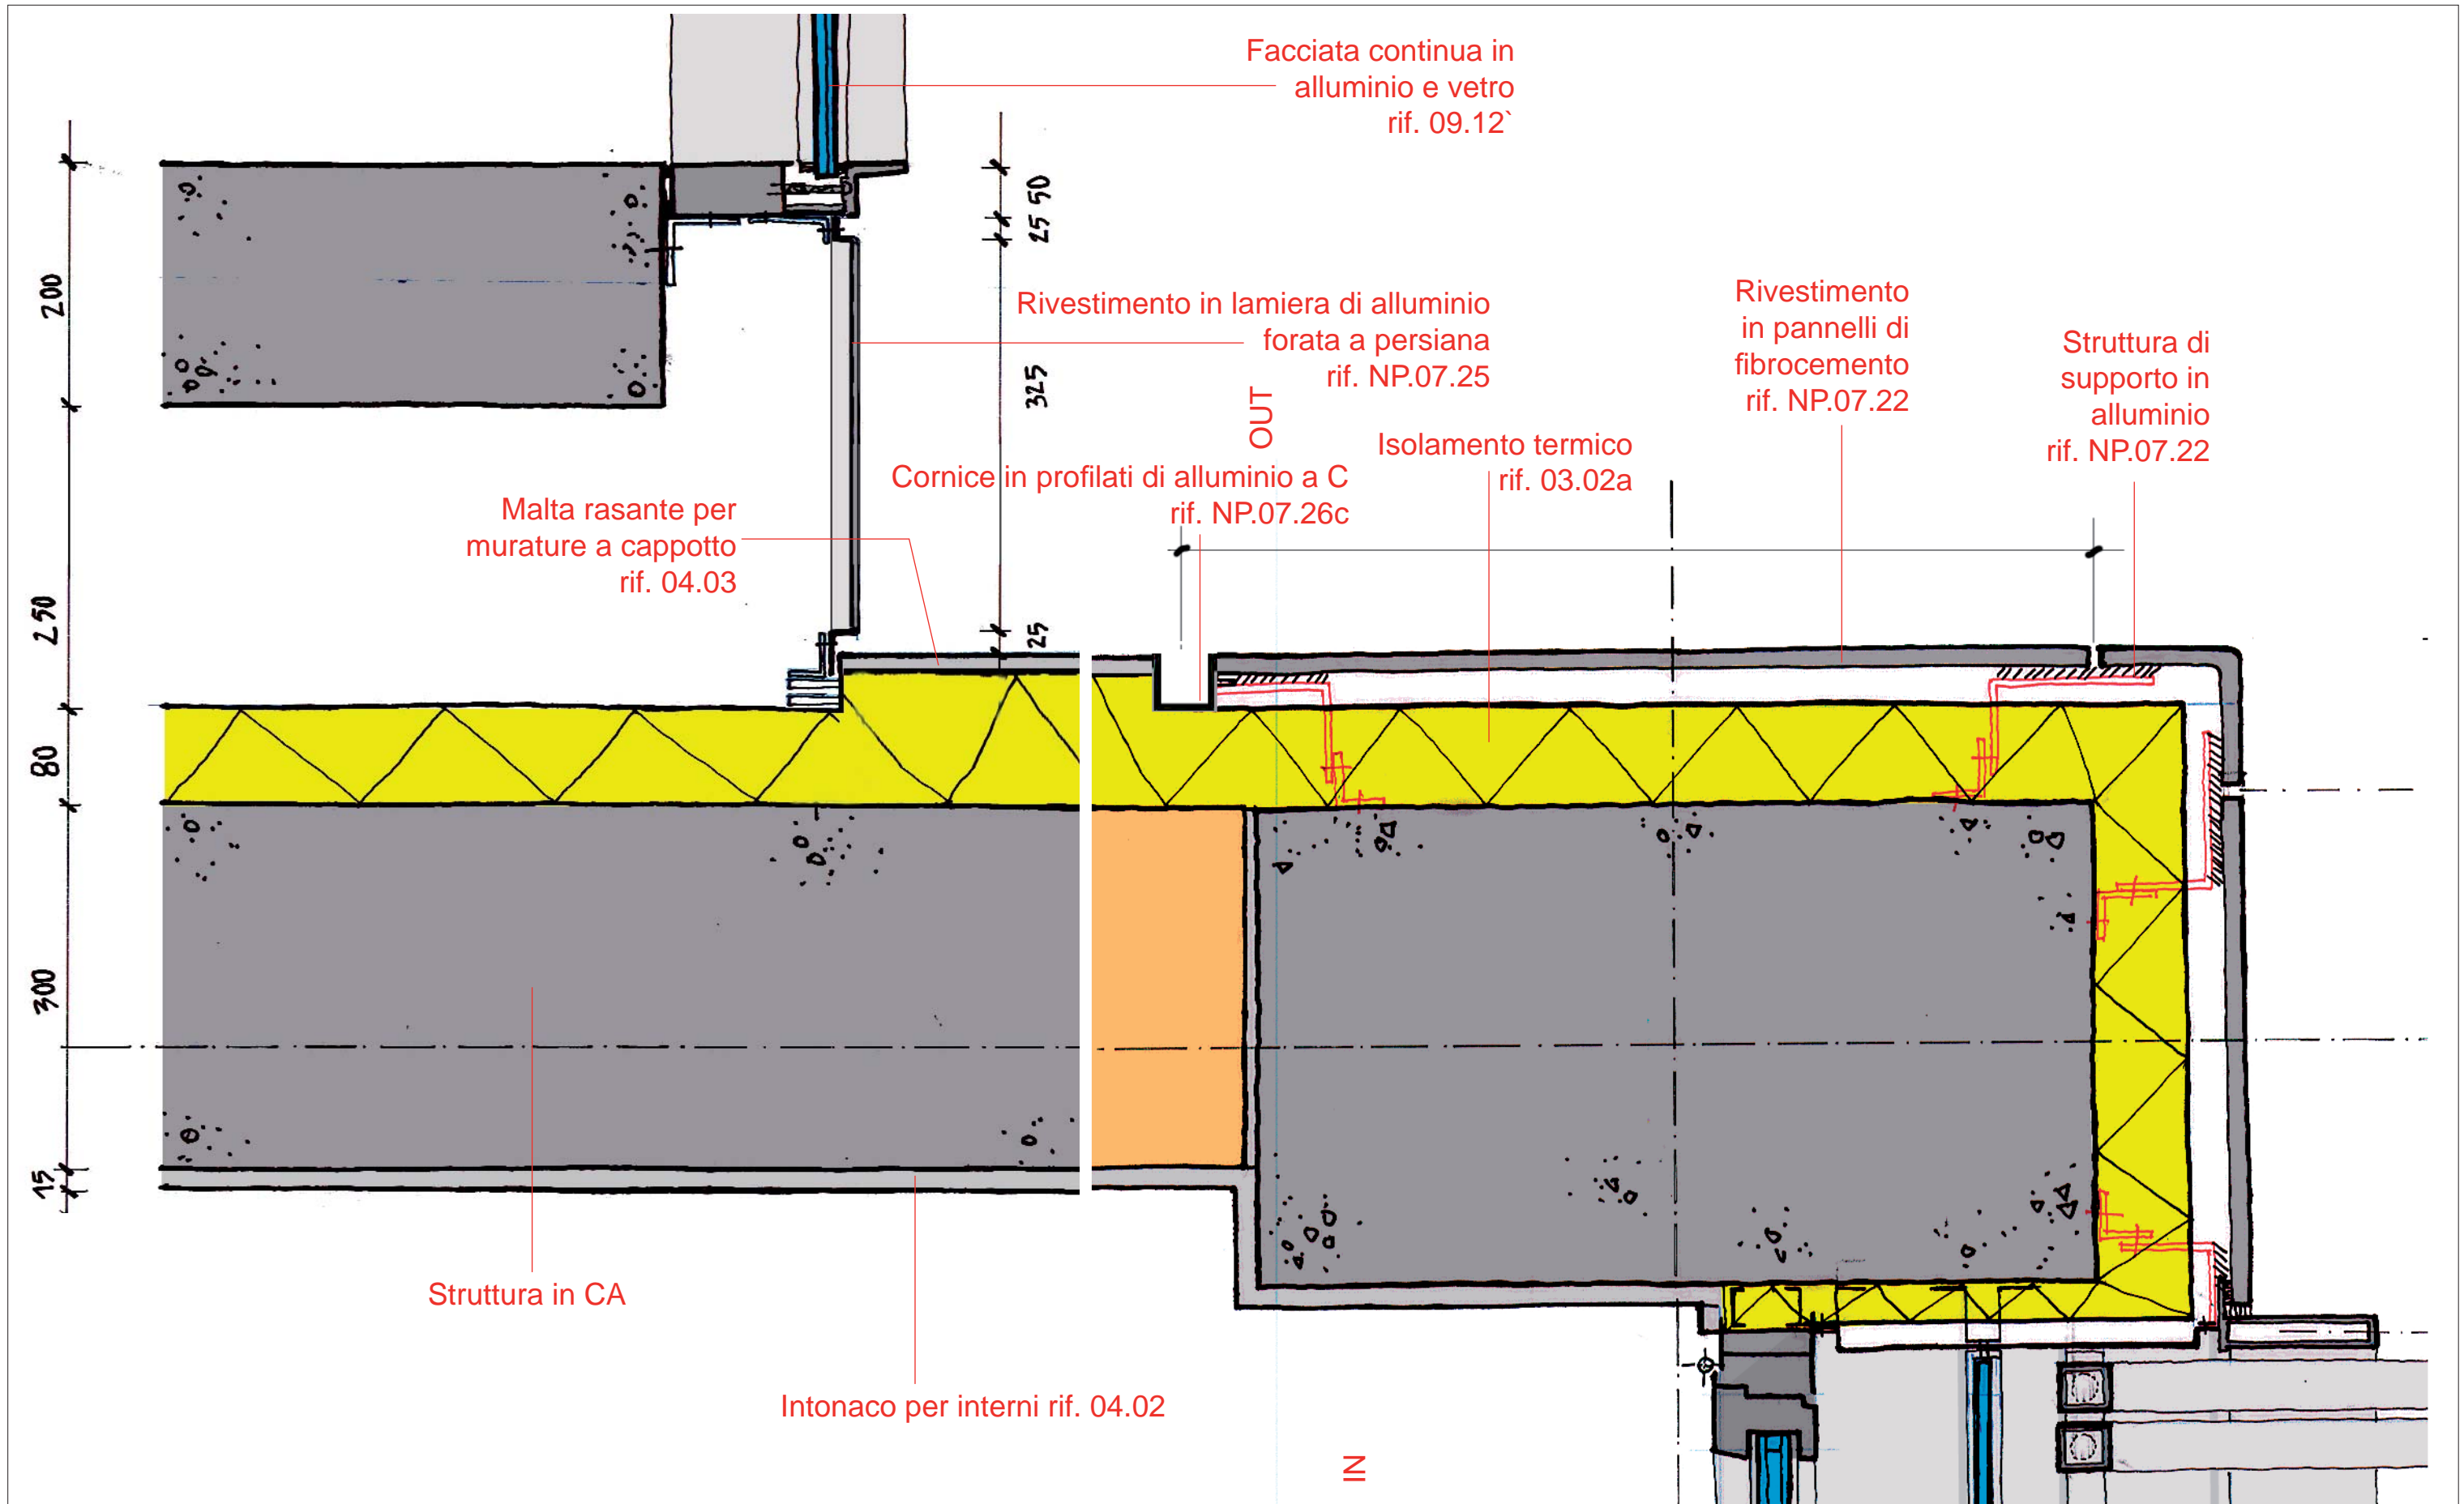 Facciata continua in
alluminio e vetro
rif. 09.12`
50
25
200
Rivestimento in lamiera di alluminio
forata a persiana
rif. NP.07.25
Rivestimento
in pannelli di
fibrocemento
rif. NP.07.22
Struttura di
supporto in
alluminio
rif. NP.07.22
325
OUT
Isolamento termico
rif. 03.02a
Cornice in profilati di alluminio a C
rif. NP.07.26c
Malta rasante per
murature a cappotto
rif. 04.03
250
25
80
300
15
Struttura in CA
Intonaco per interni rif. 04.02
IN